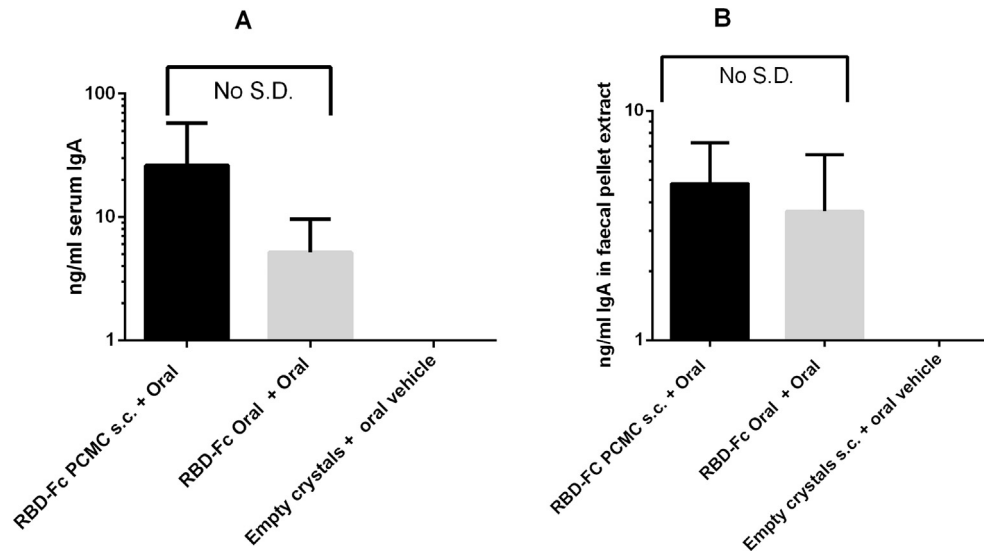 A
No S.D.
100
10
1
ng/ml serum IgA
RBD-Fc PCMC s.c. + Oral
RBD-Fc Oral + Oral
Empty crystals + oral vehicle
B
No S.D.
10
1
ng/ml IgA in faecal pellet extract
RBD-FC PCMC s.c. + Oral
RBD-Fc Oral + Oral
Empty crystals s.c. + oral vehicle